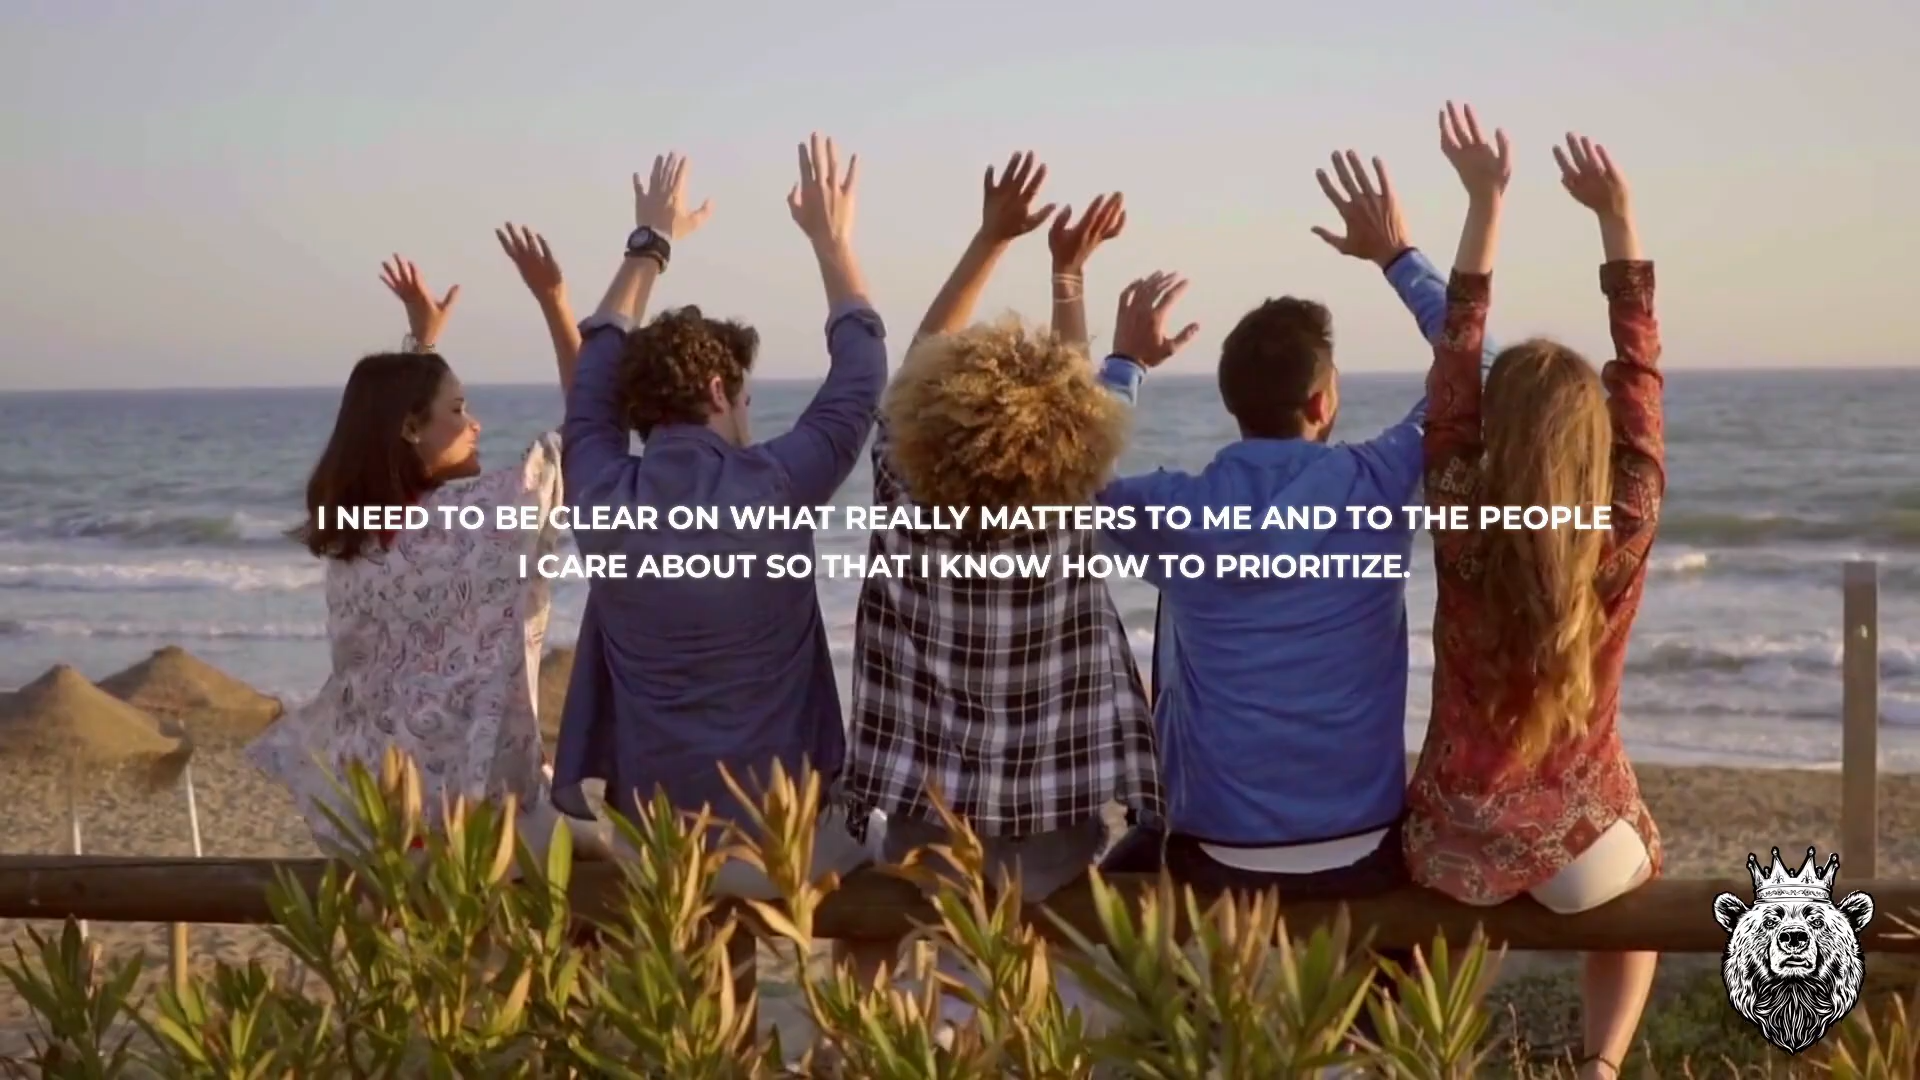 I NEED TO BE CLEAR ON WHAT REALLY MATTERS TO ME AND TO THE PEOPLE
I CARE ABOUT SO THAT I KNOW HOW TO PRIORITIZE.